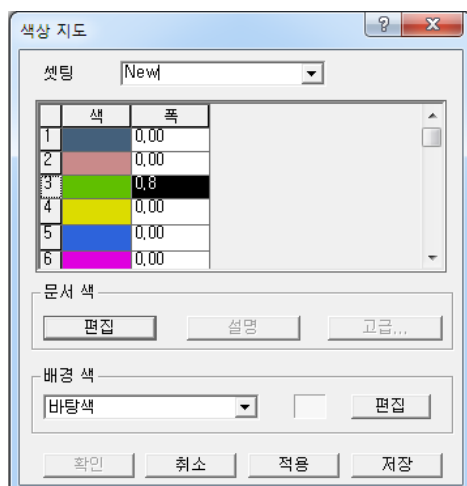 색상 지도
셋팅 New
색 폭
1 0,00
2 0,00
3 0,8
4 0,00
5 0,00
6 0,00
문서 색
편집 설명 고급...
배경 색
바탕색 편집
확인 취소 적용 저장